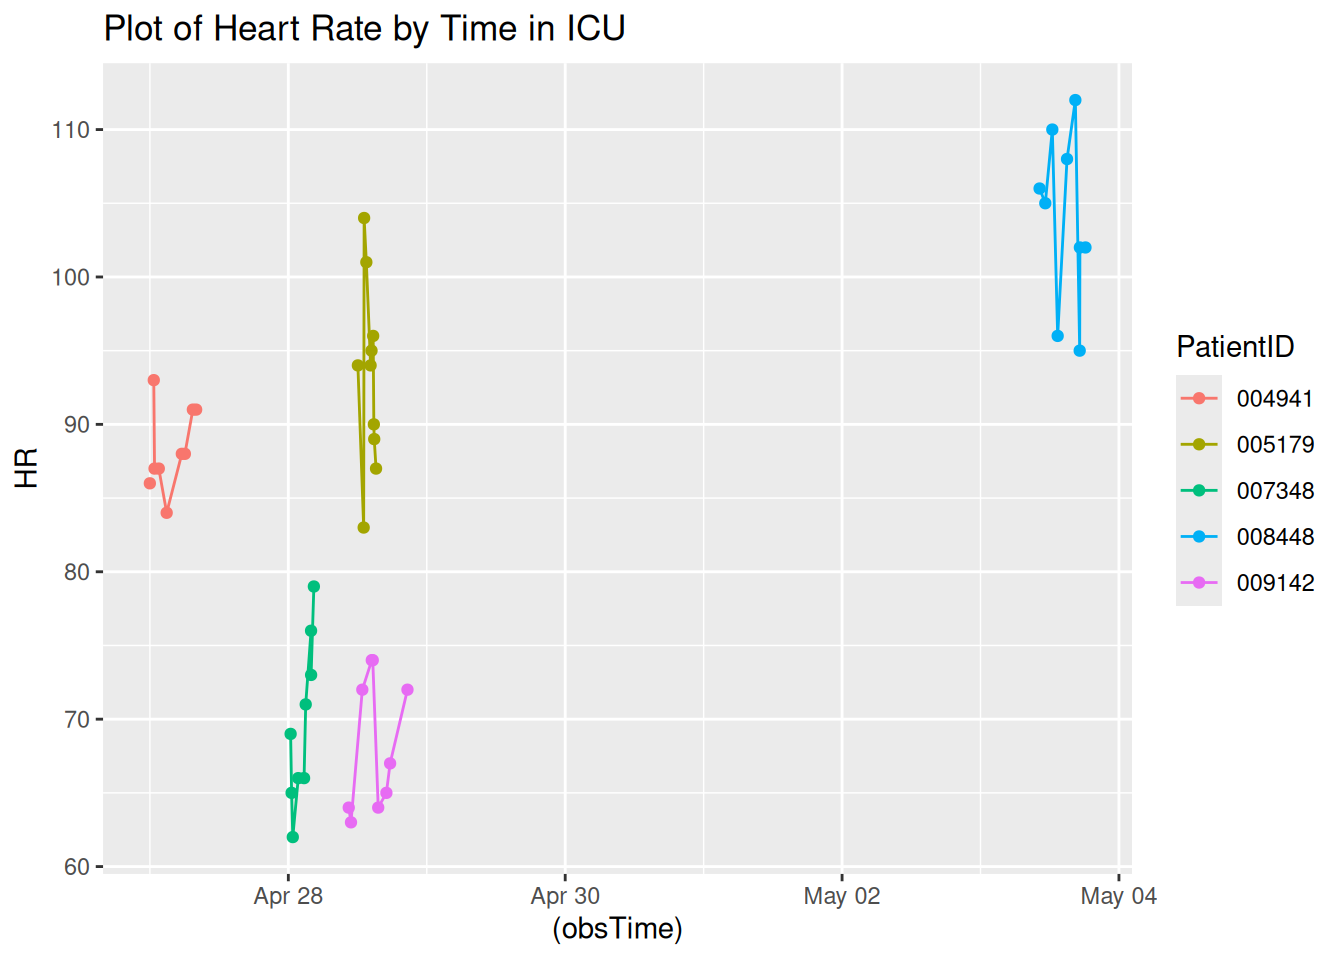 Plot of Heart Rate by Time in ICU
110
100
90
80
70
60
HR
Apr 28
Apr 30
May 02
May 04
(obsTime)
PatientID
004941
005179
007348
008448
009142